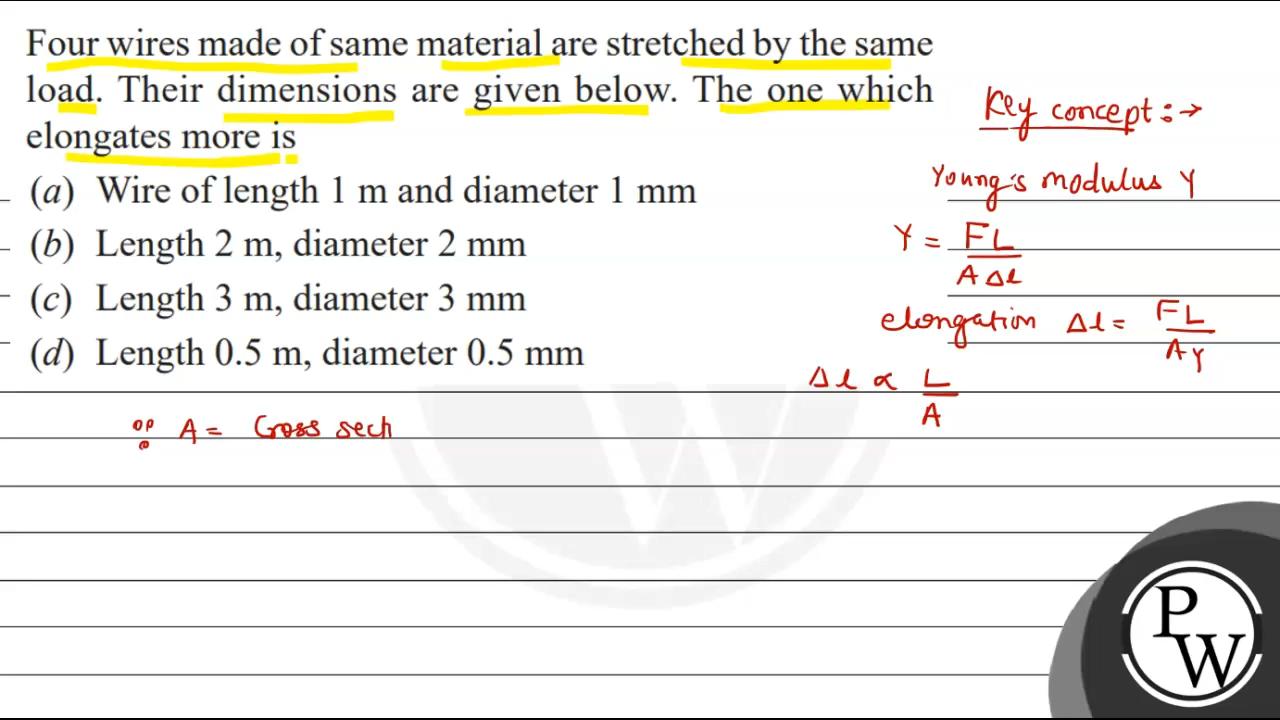 Four wires made of same material are stretched by the same
load. Their dimensions are given below. The one which
elongates more is
(a) Wire of length 1 m and diameter 1 mm
(b) Length 2 m, diameter 2 mm
(c) Length 3 m, diameter 3 mm
(d) Length 0.5 m, diameter 0.5 mm
Key concept :→
Young's modulus Y
Y = FL / A Δl
elongation Δl = FL / AY
Δl ∝ L / A
A = Cross sect
PW